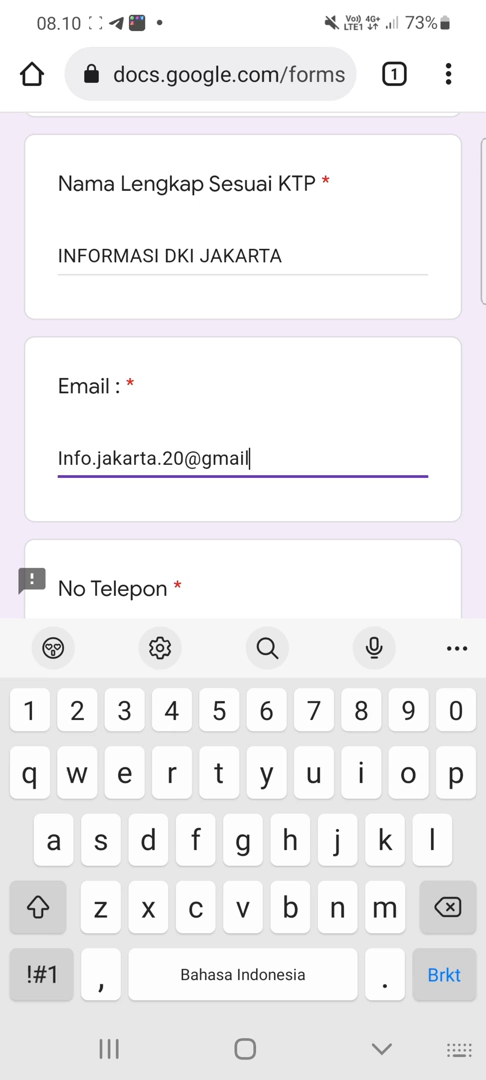 08.10
Vo)) 4G+
LTE1
73%
docs.google.com/forms
1
Nama Lengkap Sesuai KTP *
INFORMASI DKI JAKARTA
Email : *
Info.jakarta.20@gmail
No Telepon *
1 2 3 4 5 6 7 8 9 0
q w e r t y u i o p
a s d f g h j k l
z x c v b n m
!#1 , Bahasa Indonesia . Brkt